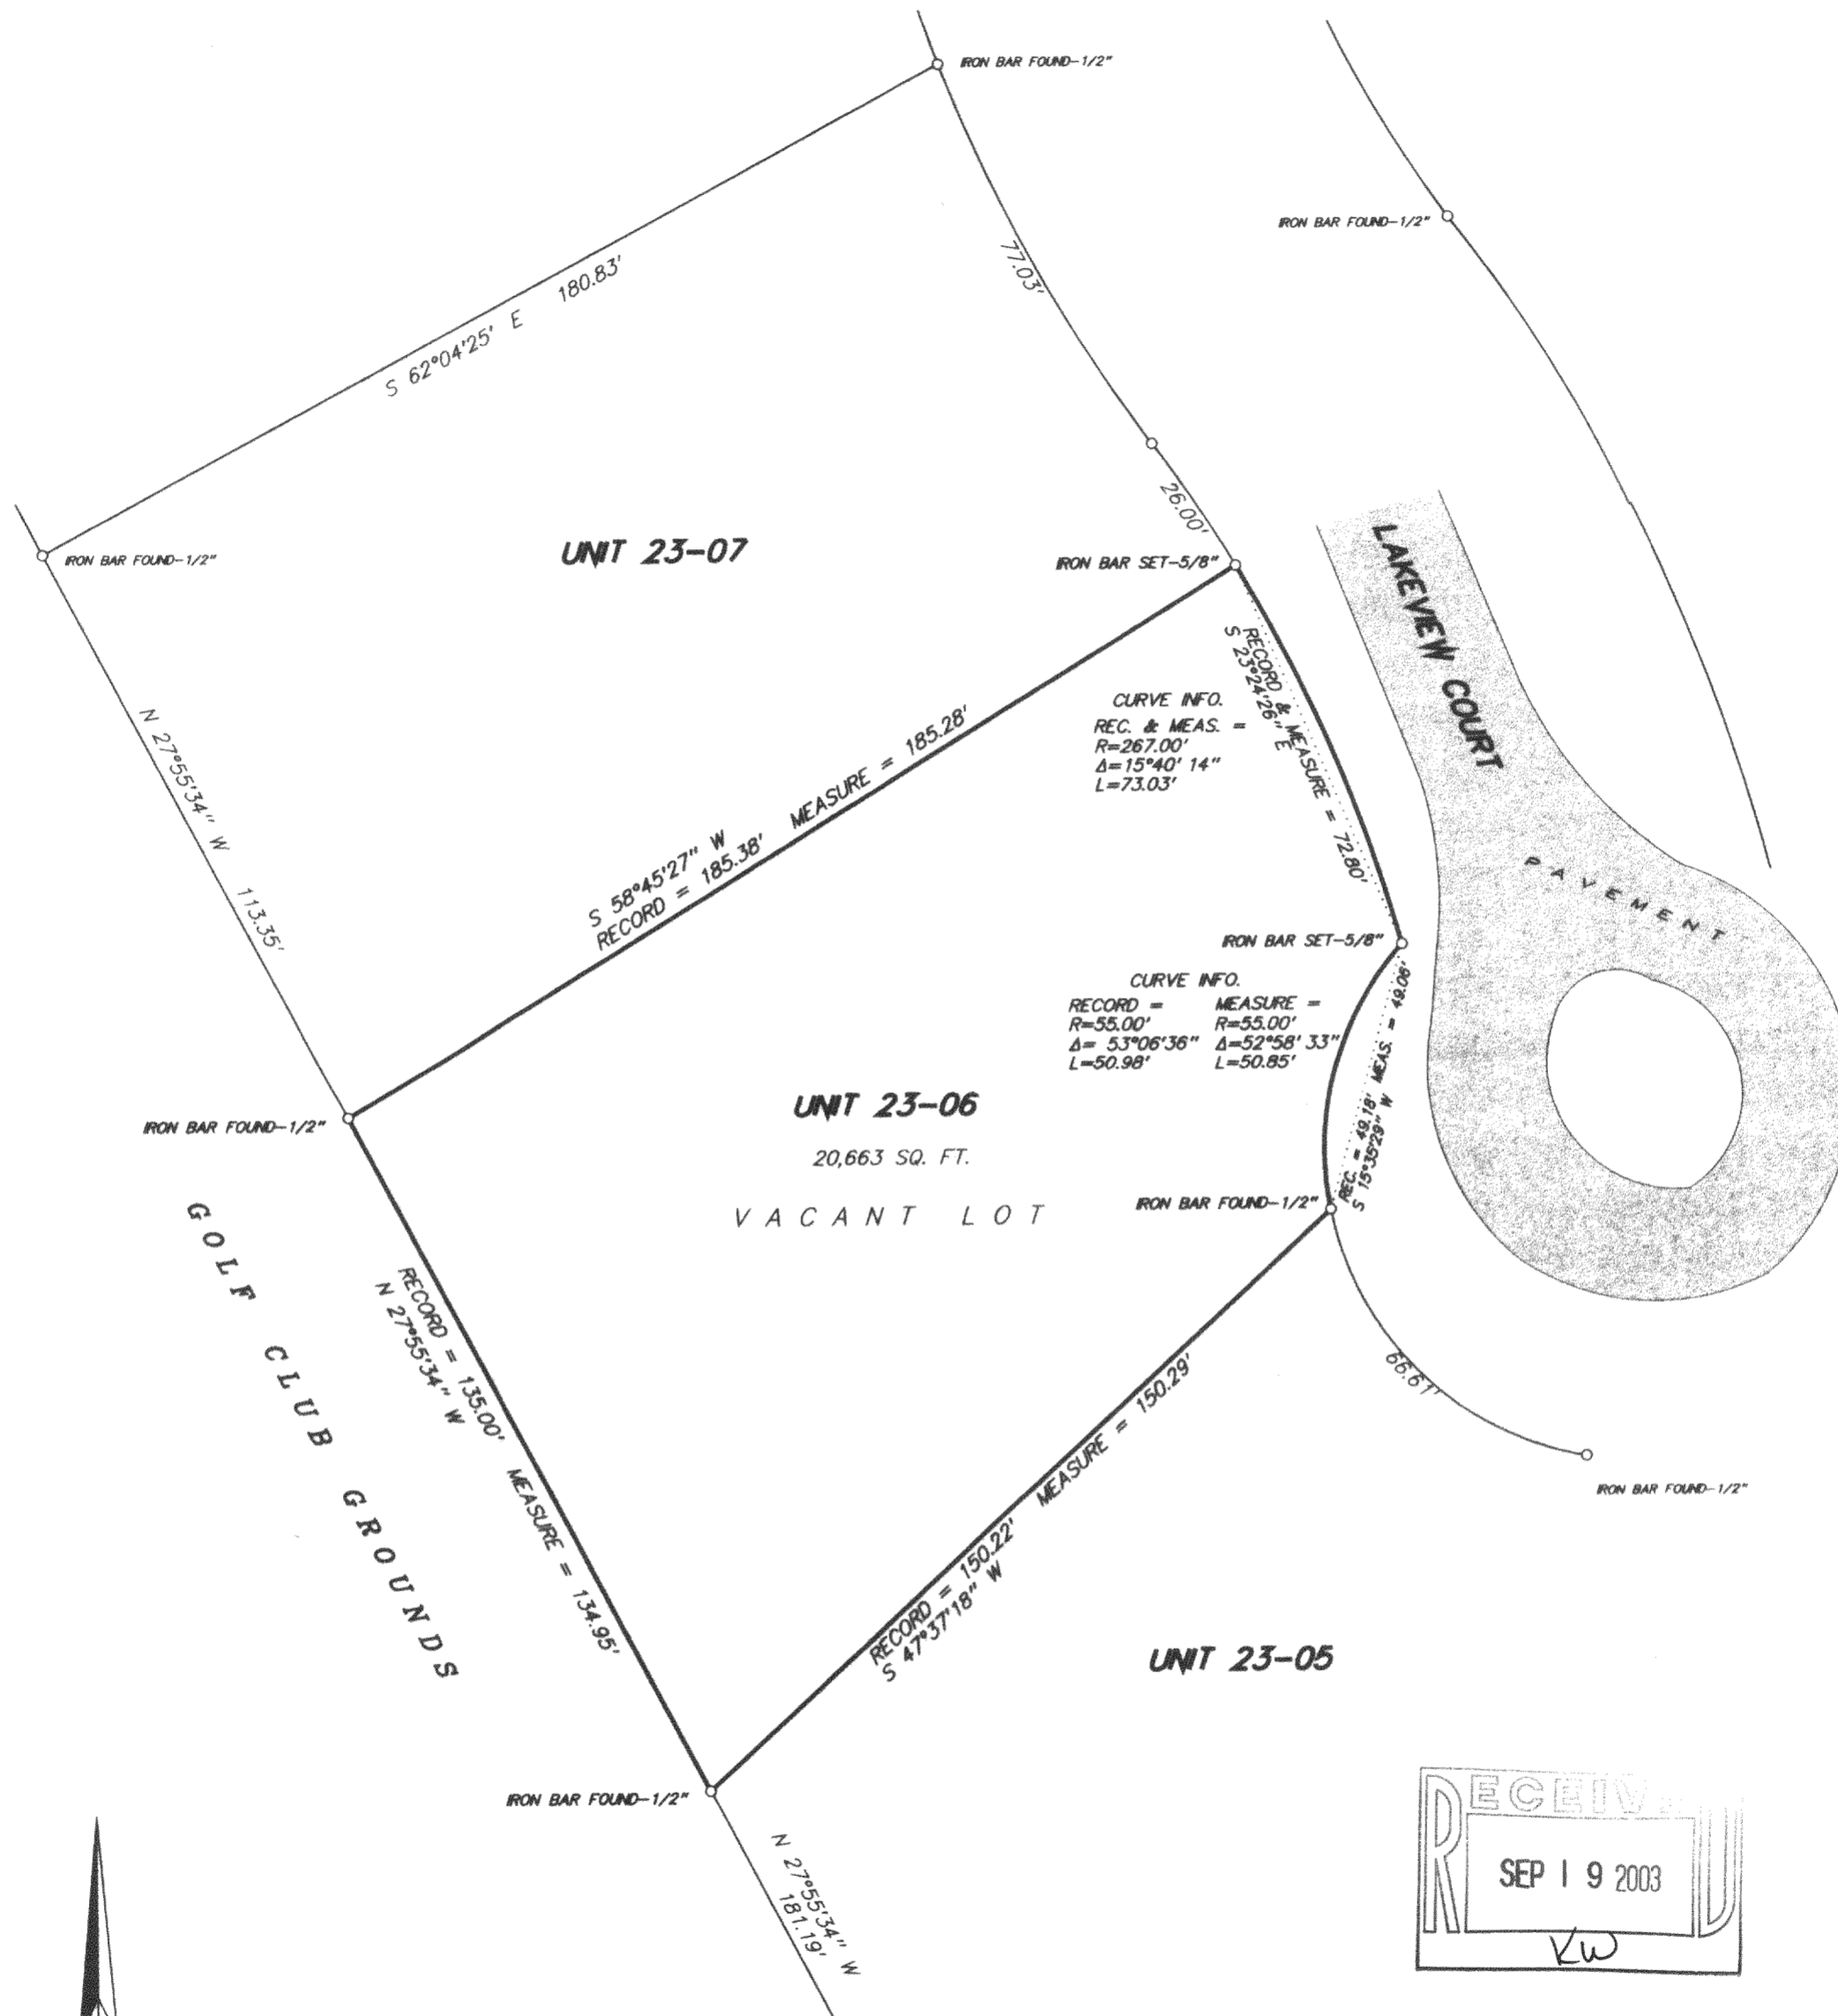 IRON BAR FOUND-1/2"
IRON BAR FOUND-1/2"
180.83'
S 62°04'25' E
77.03'
26.00'
IRON BAR FOUND-1/2"
UNIT 23-07
IRON BAR SET-5/8"
LAKEVIEW COURT
RECORD & MEASURE = 72.80'
S 23°24'26" E
CURVE INFO.
REC. & MEAS. =
R=267.00'
Δ=15°40' 14"
L=73.03'
N 27°55'34" W 113.35'
S 58°45'27" W
RECORD = 185.38' MEASURE = 185.28'
PAVEMENT
IRON BAR SET-5/8"
CURVE INFO.
RECORD = MEASURE =
R=55.00' R=55.00'
Δ= 53°06'36" Δ=52°58' 33"
L=50.98' L=50.85'
REC. = 49.18' MEAS. = 49.06'
S 15°35'29" W
UNIT 23-06
20,663 SQ. FT.
VACANT LOT
IRON BAR FOUND-1/2"
IRON BAR FOUND-1/2"
GOLF CLUB GROUNDS
RECORD = 135.00' MEASURE = 134.95'
N 27°55'34" W
66.61'
IRON BAR FOUND-1/2"
RECORD = 150.22' MEASURE = 150.29'
S 47°37'18" W
UNIT 23-05
IRON BAR FOUND-1/2"
N 27°55'34" W
181.19'
RECEIVED
SEP 19 2003
KW